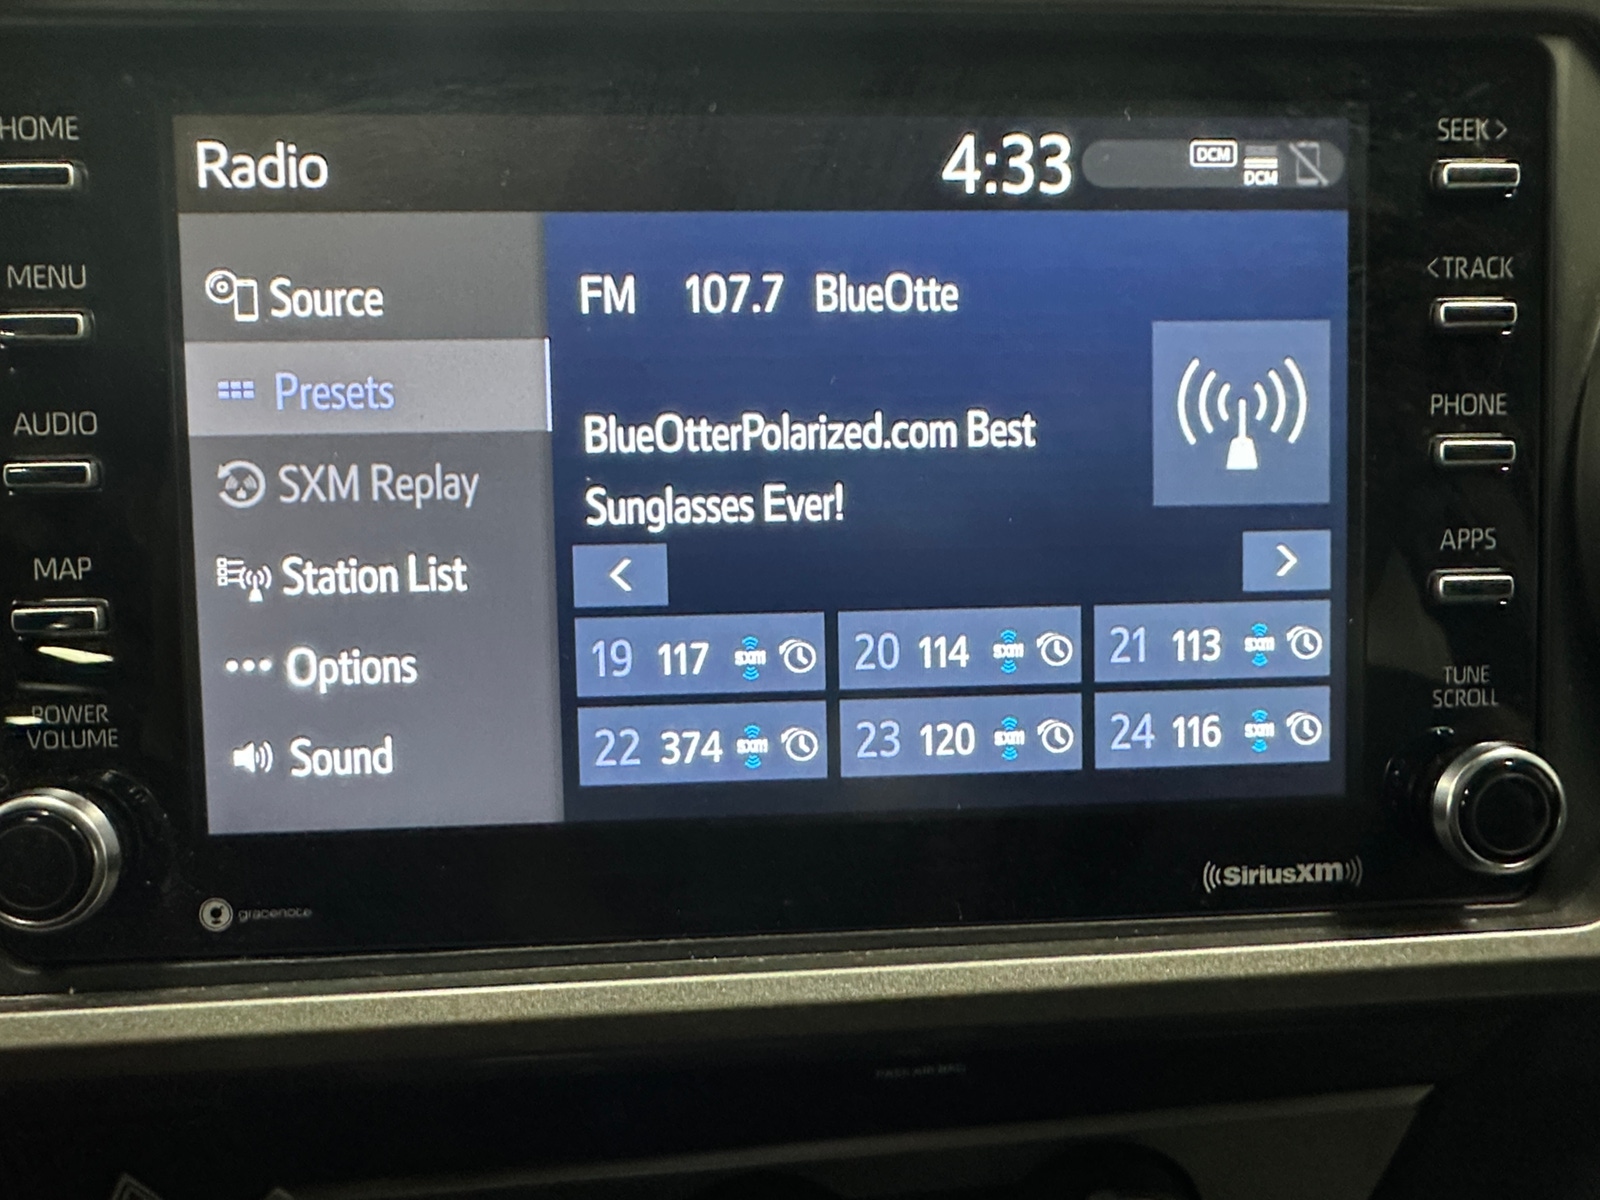 HOME
MENU
AUDIO
MAP
POWER
VOLUME
Radio
4:33
DCM
DCM
Source
Presets
SXM Replay
Station List
Options
Sound
FM 107.7 BlueOtte
BlueOtterPolarized.com Best
Sunglasses Ever!
<
>
19 117 sxm
20 114 sxm
21 113 sxm
22 374 sxm
23 120 sxm
24 116 sxm
SEEK>
<TRACK
PHONE
APPS
TUNE
SCROLL
gracenote
SiriusXM